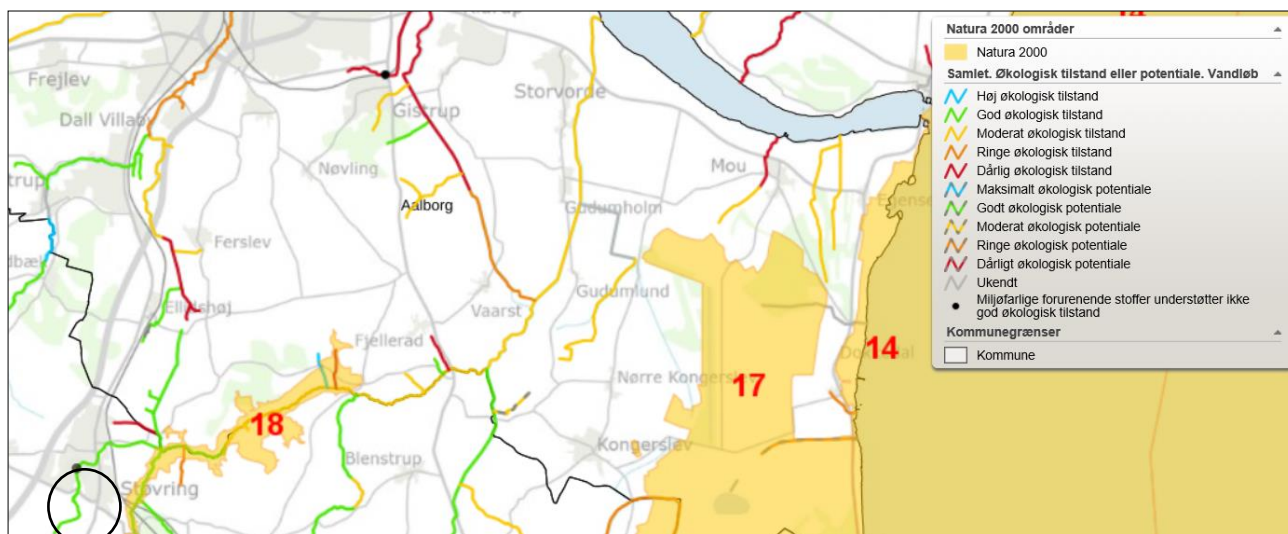 Frejlev
Dall Villaby
Gistrup
Storvorde
Nøvling
Mou
Aalborg
Gudumholm
Egense
Ferslev
Ellidshøj
Vaarst
Gudumlund
Fjellerad
Nørre Kongerslev
14
17
18
Kongerslev
Blenstrup
Støvring
Natura 2000 områder
Natura 2000
Samlet. Økologisk tilstand eller potentiale. Vandløb
Høj økologisk tilstand
God økologisk tilstand
Moderat økologisk tilstand
Ringe økologisk tilstand
Dårlig økologisk tilstand
Maksimalt økologisk potentiale
Godt økologisk potentiale
Moderat økologisk potentiale
Ringe økologisk potentiale
Dårligt økologisk potentiale
Ukendt
Miljøfarlige forurenende stoffer understøtter ikke
god økologisk tilstand
Kommunegrænser
Kommune